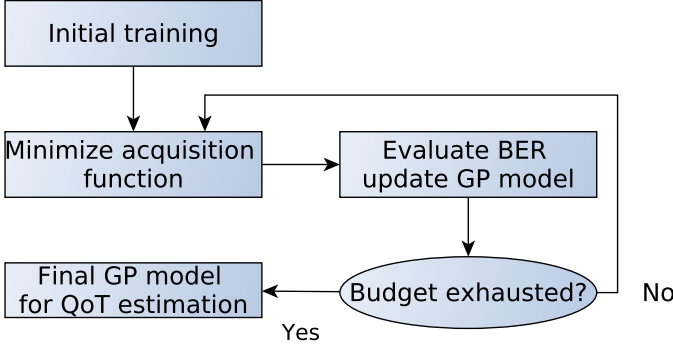 Initial training
Minimize acquisition
function
Evaluate BER
update GP model
Budget exhausted?
No
Yes
Final GP model
for QoT estimation